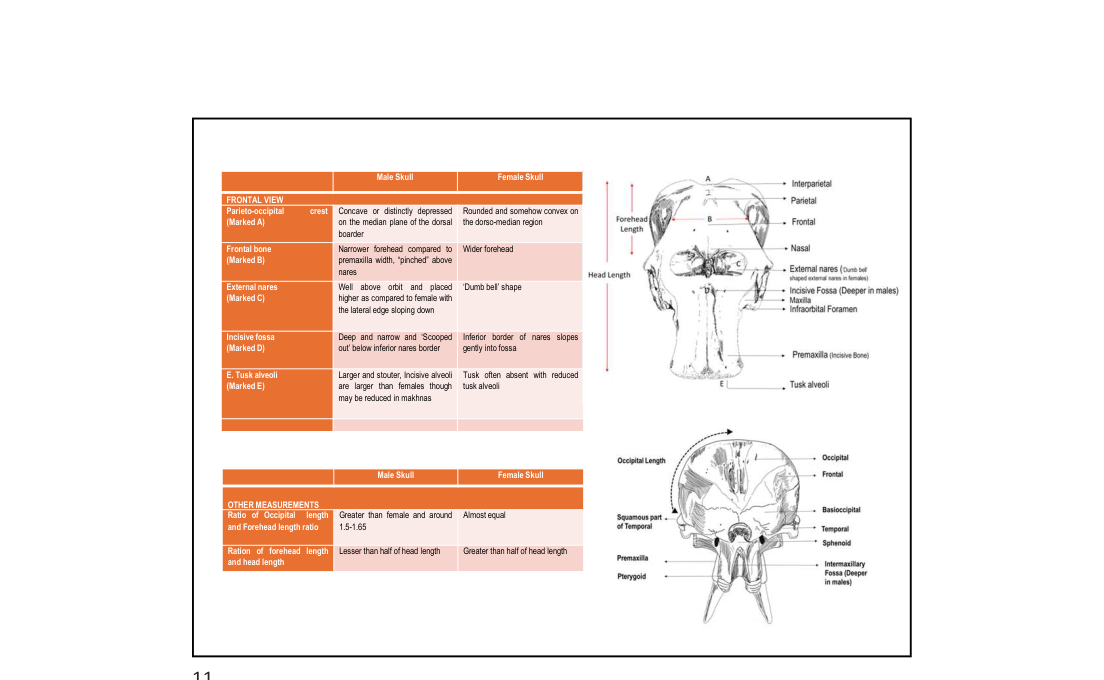 Male Skull Female Skull
FRONTAL VIEW
Parieto-occipital crest
(Marked A)
Concave or distinctly depressed
on the median plane of the dorsal
boarder
Rounded and somehow convex on
the dorso-median region
Frontal bone
(Marked B)
Narrower forehead compared to
premaxilla width, “pinched” above
nares
Wider forehead
External nares
(Marked C)
Well above orbit and placed
higher as compared to female with
the lateral edge sloping down
‘Dumb bell’ shape
Incisive fossa
(Marked D)
Deep and narrow and ‘Scooped
out’ below inferior nares border
Inferior border of nares slopes
gently into fossa
E. Tusk alveoli
(Marked E)
Larger and stouter, Incisive alveoli
are larger than females though
may be reduced in makhnas
Tusk often absent with reduced
tusk alveoli
Male Skull Female Skull
OTHER MEASUREMENTS
Ratio of Occipital length
and Forehead length ratio
Greater than female and around
1.5-1.65
Almost equal
Ration of forehead length
and head length
Lesser than half of head length
Greater than half of head length
A
B
C
D
E
Forehead
Length
Head Length
Interparietal
Parietal
Frontal
Nasal
External nares (Dumb bell
shaped external nares in females)
Incisive Fossa (Deeper in males)
Maxilla
Infraorbital Foramen
Premaxilla (Incisive Bone)
Tusk alveoli
Occipital Length
Squamous part
of Temporal
Premaxilla
Pterygoid
Occipital
Frontal
Basioccipital
Temporal
Sphenoid
Intermaxillary
Fossa (Deeper
in males)
11